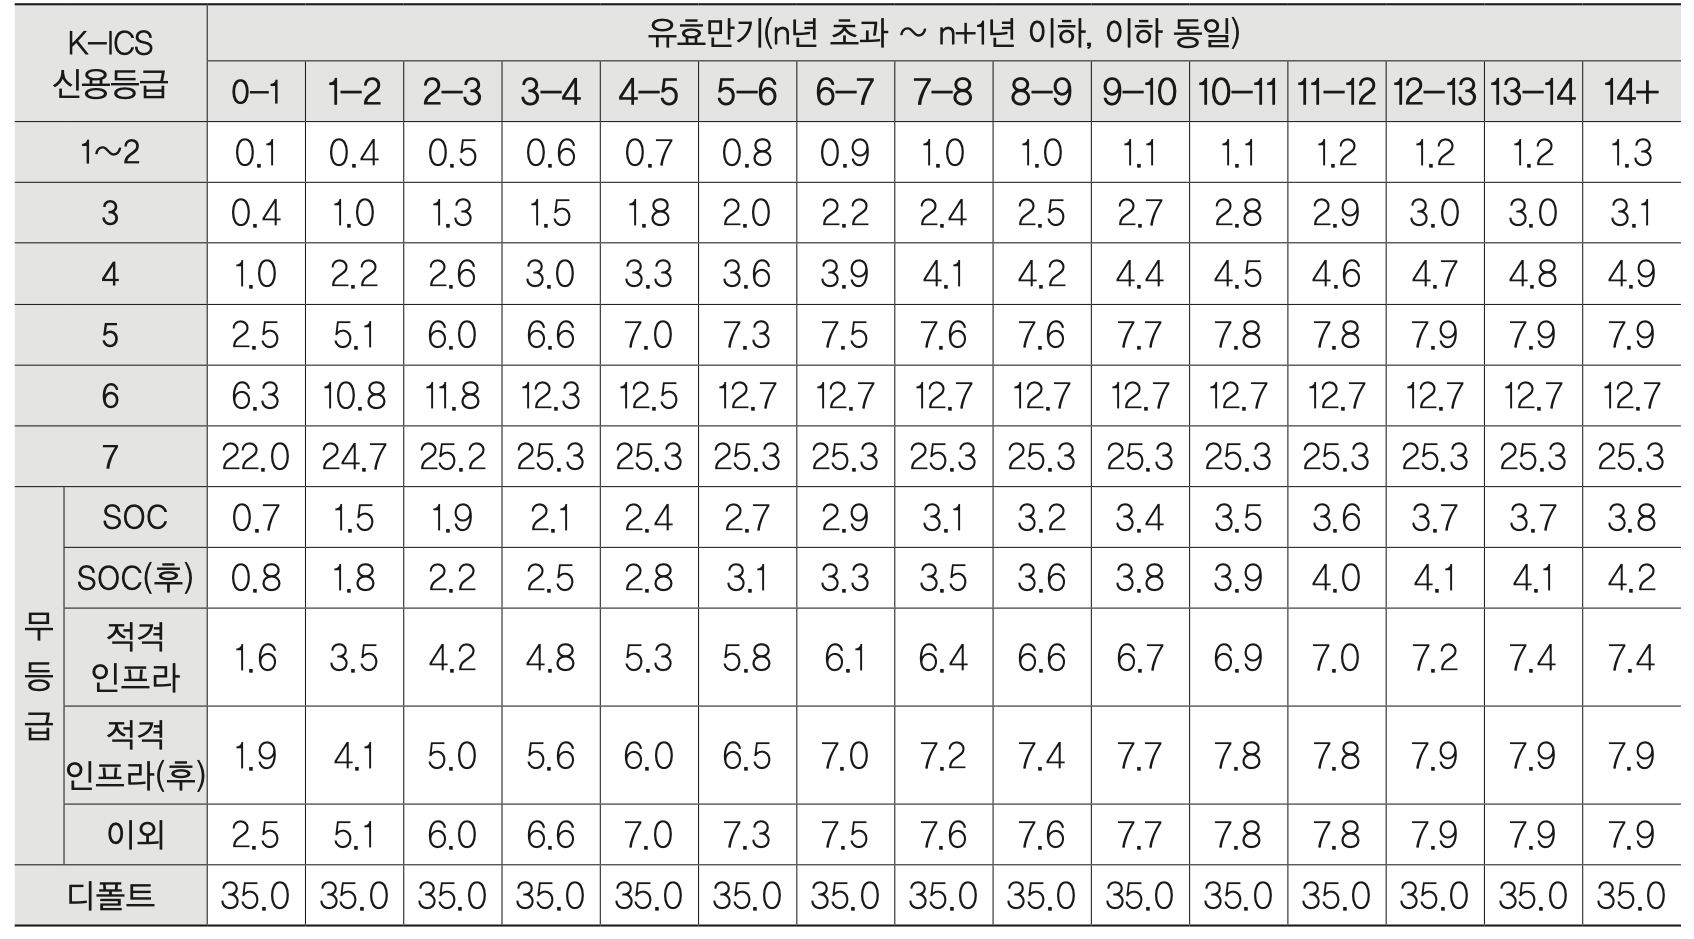 K-ICS 신용등급 유효만기(n년 초과 ~ n+1년 이하, 이하 동일)
0-1 1-2 2-3 3-4 4-5 5-6 6-7 7-8 8-9 9-10 10-11 11-12 12-13 13-14 14+
1~2 0.1 0.4 0.5 0.6 0.7 0.8 0.9 1.0 1.0 1.1 1.1 1.2 1.2 1.2 1.3
3 0.4 1.0 1.3 1.5 1.8 2.0 2.2 2.4 2.5 2.7 2.8 2.9 3.0 3.0 3.1
4 1.0 2.2 2.6 3.0 3.3 3.6 3.9 4.1 4.2 4.4 4.5 4.6 4.7 4.8 4.9
5 2.5 5.1 6.0 6.6 7.0 7.3 7.5 7.6 7.6 7.7 7.8 7.8 7.9 7.9 7.9
6 6.3 10.8 11.8 12.3 12.5 12.7 12.7 12.7 12.7 12.7 12.7 12.7 12.7 12.7 12.7
7 22.0 24.7 25.2 25.3 25.3 25.3 25.3 25.3 25.3 25.3 25.3 25.3 25.3 25.3 25.3
무등급 SOC 0.7 1.5 1.9 2.1 2.4 2.7 2.9 3.1 3.2 3.4 3.5 3.6 3.7 3.7 3.8
SOC(후) 0.8 1.8 2.2 2.5 2.8 3.1 3.3 3.5 3.6 3.8 3.9 4.0 4.1 4.1 4.2
적격 인프라 1.6 3.5 4.2 4.8 5.3 5.8 6.1 6.4 6.6 6.7 6.9 7.0 7.2 7.4 7.4
적격 인프라(후) 1.9 4.1 5.0 5.6 6.0 6.5 7.0 7.2 7.4 7.7 7.8 7.8 7.9 7.9 7.9
이외 2.5 5.1 6.0 6.6 7.0 7.3 7.5 7.6 7.6 7.7 7.8 7.8 7.9 7.9 7.9
디폴트 35.0 35.0 35.0 35.0 35.0 35.0 35.0 35.0 35.0 35.0 35.0 35.0 35.0 35.0 35.0